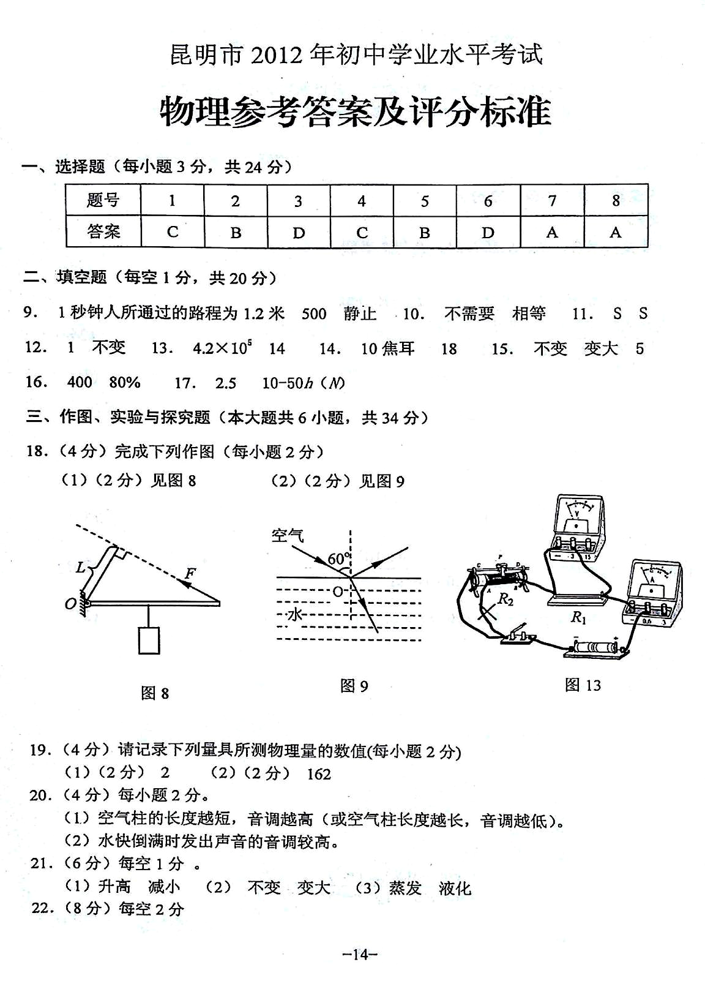 昆明市 2012 年初中学业水平考试
物理参考答案及评分标准
一、选择题（每小题 3 分，共 24 分）
题号 1 2 3 4 5 6 7 8
答案 C B D C B D A A
二、填空题（每空 1 分，共 20 分）
9. 1 秒钟人所通过的路程为 1.2 米 500 静止 10. 不需要 相等 11. S S
12. 1 不变 13. 4.2×10⁵ 14 14. 10 焦耳 18 15. 不变 变大 5
16. 400 80% 17. 2.5 10-50h（N）
三、作图、实验与探究题（本大题共 6 小题，共 34 分）
18.（4 分）完成下列作图（每小题 2 分）
（1）（2 分）见图 8 （2）（2 分）见图 9
L F O
图 8
空气 60° O 水
图 9
V - 3 15
C P D A B R₂ R₁
A - 0.6 3
- +
图 13
19.（4 分）请记录下列量具所测物理量的数值(每小题 2 分)
（1）（2 分） 2 （2）（2 分） 162
20.（4 分）每小题 2 分。
（1）空气柱的长度越短，音调越高（或空气柱长度越长，音调越低）。
（2）水快倒满时发出声音的音调较高。
21.（6 分）每空 1 分 。
（1）升高 减小 （2） 不变 变大 （3）蒸发 液化
22.（8 分）每空 2 分
-14-